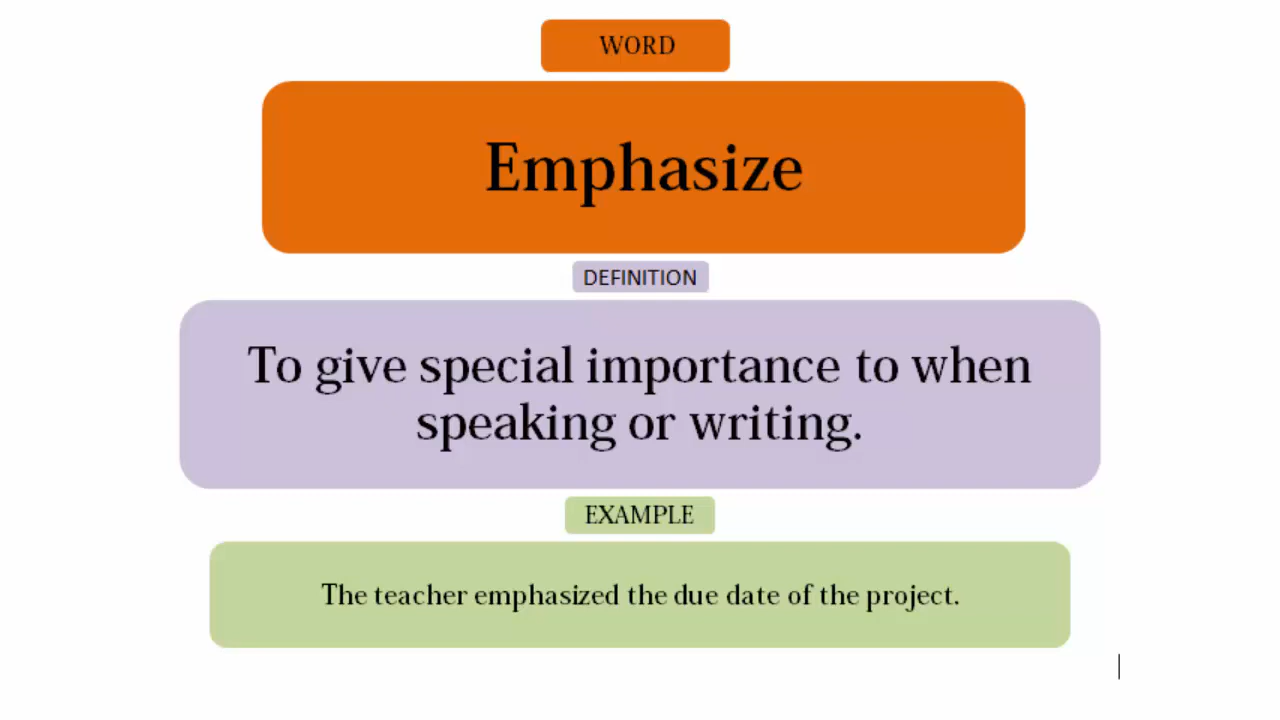 WORD
Emphasize
DEFINITION
To give special importance to when
speaking or writing.
EXAMPLE
The teacher emphasized the due date of the project.